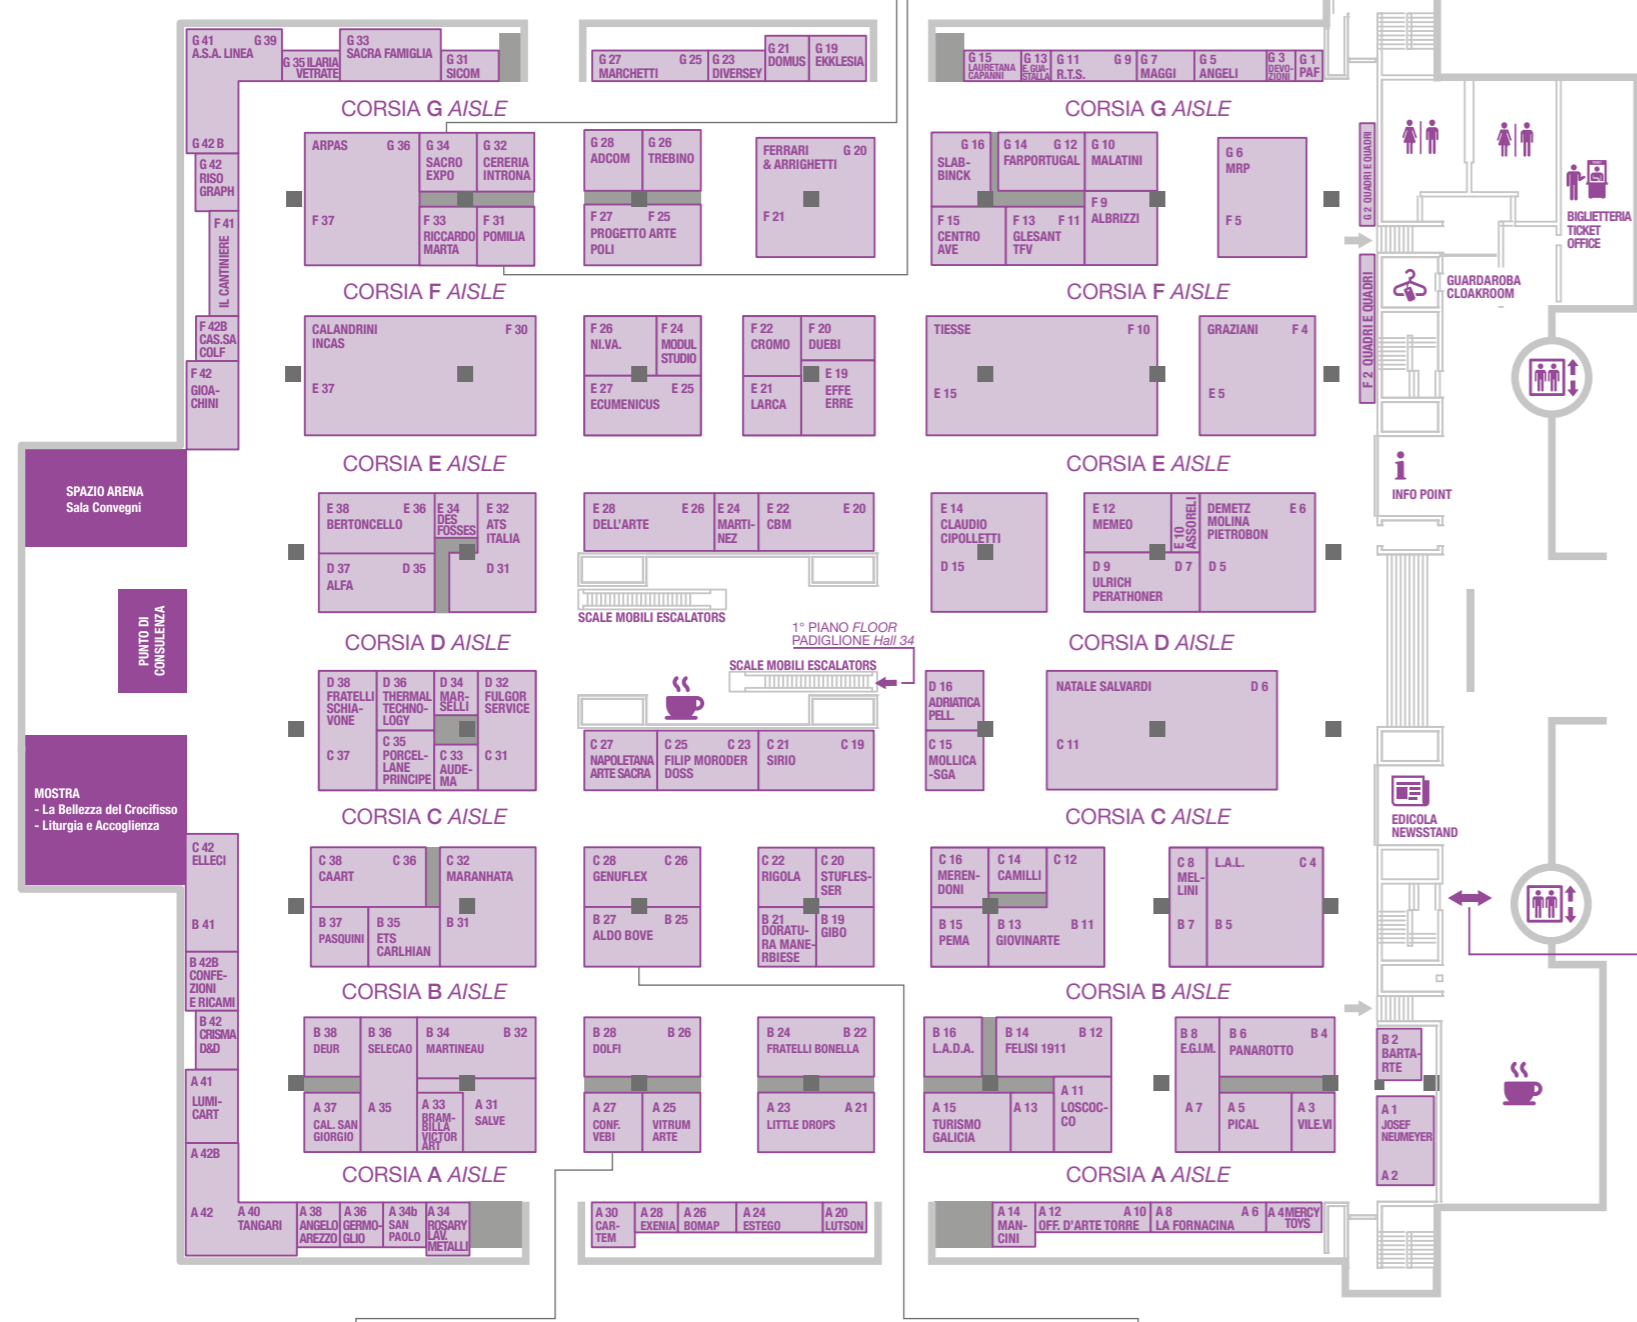 G 41 G 39
A.S.A. LINEA
G 33
SACRA FAMIGLIA
G 35 ILARIA
VETRATE
G 31
SICOM
G 27 G 25
MARCHETTI
G 23
DIVERSEY
G 21
DOMUS
G 19
EKKLESIA
G 15
LAURETANA
CAPANNI
G 13
E. GUA-
STALLA
G 11 G 9
R.T.S.
G 7
MAGGI
G 5
ANGELI
G 3
DEVO-
ZIONI
G 1
PAF
CORSIA G AISLE
CORSIA G AISLE
G 42 B
G 42
RISO
GRAPH
F 41
IL CANTINIERE
F 42B
CAS.SA
COLF
F 42
GIOA-
CHINI
ARPAS G 36
F 37
G 34
SACRO
EXPO
G 32
CERERIA
INTRONA
F 33
RICCARDO
MARTA
F 31
POMILIA
G 28
ADCOM
G 26
TREBINO
F 27 F 25
PROGETTO ARTE
POLI
FERRARI G 20
& ARRIGHETTI
F 21
G 16
SLAB-
BINCK
G 14 G 12
FARPORTUGAL
G 10
MALATINI
F 15
CENTRO
AVE
F 13 F 11
GLESANT
TFV
F 9
ALBRIZZI
G 6
MRP
F 5
G 2 QUADRI E QUADRI
BIGLIETTERIA
TICKET
OFFICE
GUARDAROBA
CLOAKROOM
CORSIA F AISLE
CORSIA F AISLE
CALANDRINI F 30
INCAS
E 37
F 26
NI.VA.
F 24
MODUL
STUDIO
E 27 E 25
ECUMENICUS
F 22
CROMO
F 20
DUEBI
E 21
LARCA
E 19
EFFE
ERRE
TIESSE F 10
E 15
GRAZIANI F 4
E 5
F 2 QUADRI E QUADRI
CORSIA E AISLE
CORSIA E AISLE
INFO POINT
SPAZIO ARENA
Sala Convegni
E 38 E 36
BERTONCELLO
E 34
DES
FOSSES
E 32
ATS
ITALIA
D 37 D 35
ALFA
D 31
E 28 E 26
DELL'ARTE
E 24
MARTI-
NEZ
E 22 E 20
CBM
E 14
CLAUDIO
CIPOLLETTI
D 15
E 12
MEMEO
E 10
ASSORELI
DEMETZ E 6
MOLINA
PIETROBON
D 9 D 7
ULRICH
PERATHONER
D 5
SCALE MOBILI ESCALATORS
PUNTO DI
CONSULENZA
CORSIA D AISLE
1° PIANO FLOOR
PADIGLIONE Hall 34
SCALE MOBILI ESCALATORS
CORSIA D AISLE
D 38
FRATELLI
SCHIA-
VONE
C 37
D 36
THERMAL
TECHNO-
LOGY
D 34
MAR-
SELLI
D 32
FULGOR
SERVICE
C 35
PORCEL-
LANE
PRINCIPE
C 33
AUDE-
MA
C 31
C 27
NAPOLETANA
ARTE SACRA
C 25 C 23
FILIP MORODER
DOSS
C 21 C 19
SIRIO
D 16
ADRIATICA
PELL.
C 15
MOLLICA
-SGA
NATALE SALVARDI D 6
C 11
EDICOLA
NEWSSTAND
MOSTRA
- La Bellezza del Crocifisso
- Liturgia e Accoglienza
CORSIA C AISLE
CORSIA C AISLE
C 42
ELLECI
B 41
C 38 C 36
CAART
C 32
MARANHATA
B 31
B 37
PASQUINI
B 35
ETS
CARLHIAN
C 28 C 26
GENUFLEX
B 27 B 25
ALDO BOVE
C 22
RIGOLA
C 20
STUFLES-
SER
B 21
DORATU-
RA MANE-
RBIESE
B 19
GIBO
C 16
MEREN-
DONI
C 14
CAMILLI
C 12
B 15
PEMA
B 13 B 11
GIOVINARTE
C 8
MEL-
LINI
B 7
L.A.L. C 4
B 5
B 42B
CONFE-
ZIONI
E RICAMI
CORSIA B AISLE
CORSIA B AISLE
B 42
CRISMA
D&D
A 41
LUMI-
CART
A 42B
A 42
B 38
DEUR
B 36
SELECAO
A 35
B 34 B 32
MARTINEAU
A 37
CAL. SAN
GIORGIO
A 33
BRAM-
BILLA
VICTOR
ART
A 31
SALVE
B 28 B 26
DOLFI
A 27
CONF.
VEBI
A 25
VITRUM
ARTE
B 24 B 22
FRATELLI BONELLA
A 23 A 21
LITTLE DROPS
B 16
L.A.D.A.
B 14 B 12
FELISI 1911
A 15
TURISMO
GALICIA
A 13
A 11
LOSCOC-
CO
B 8
E.G.I.M.
A 7
B 6 B 4
PANAROTTO
A 5
PICAL
A 3
VILE.VI
B 2
BARTA-
RTE
A 1
JOSEF
NEUMEYER
A 2
CORSIA A AISLE
CORSIA A AISLE
A 40
TANGARI
A 38
ANGELO
AREZZO
A 36
GERMO-
GLIO
A 34b
SAN
PAOLO
A 34
ROSARY
LAV.
METALLI
A 30
CAR-
TEM
A 28
EXENIA
A 26
BOMAP
A 24
ESTEGO
A 20
LUTSON
A 14
MAN-
CINI
A 12 A 10
OFF. D'ARTE TORRE
A 8 A 6
LA FORNACINA
A 4 MERCY
TOYS